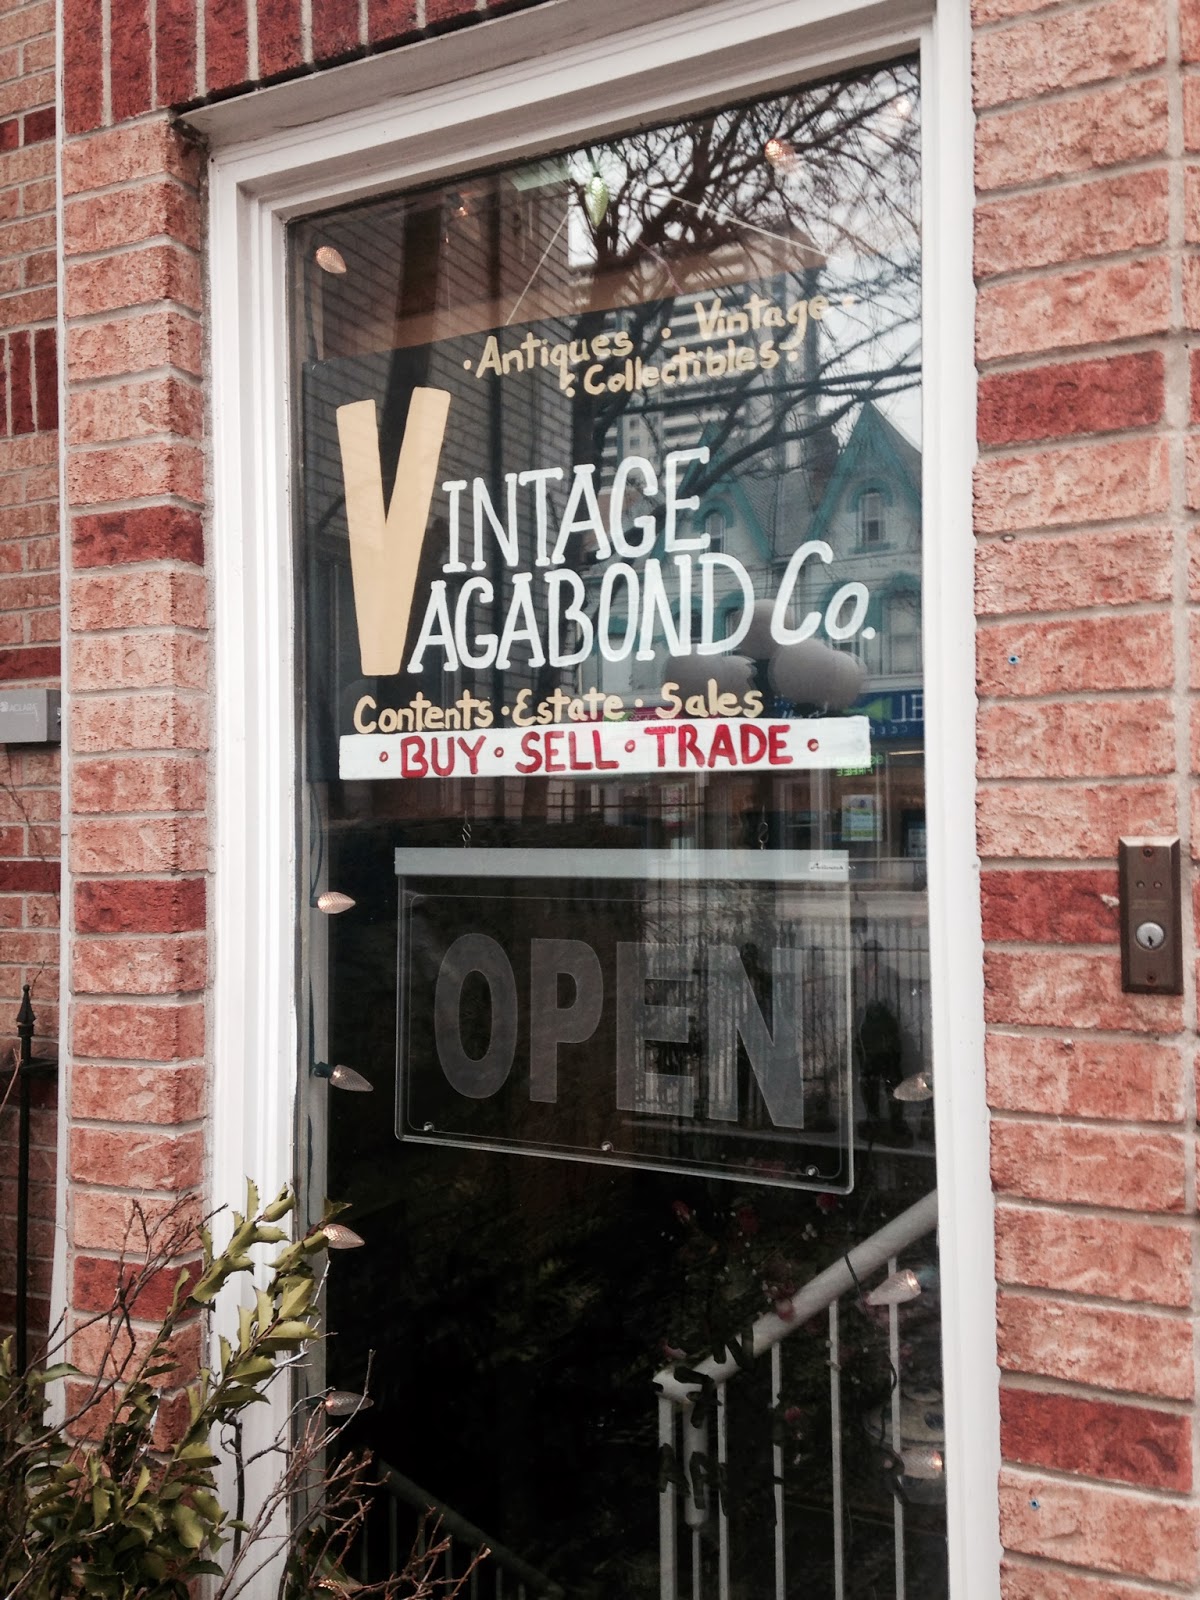 · Antiques · Vintage ·
· Collectibles ·
VINTAGE
VAGABOND Co.
Contents · Estate · Sales
· BUY · SELL · TRADE ·
OPEN